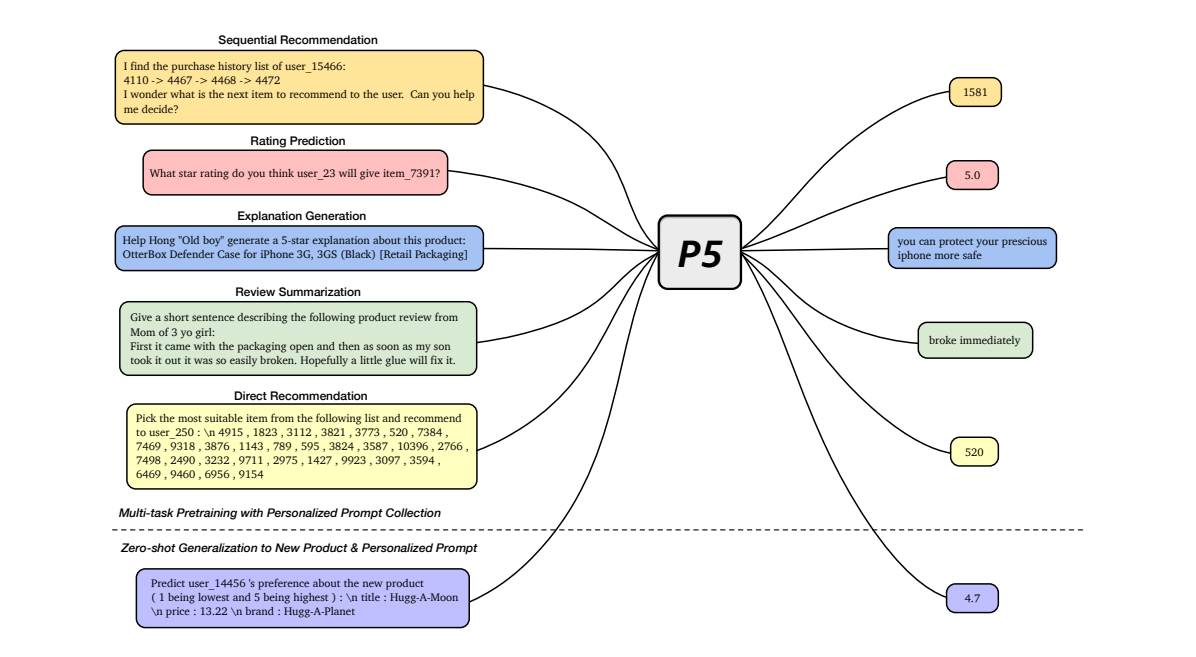 Sequential Recommendation
I find the purchase history list of user_15466:
4110 -> 4467 -> 4468 -> 4472
I wonder what is the next item to recommend to the user. Can you help
me decide?
Rating Prediction
What star rating do you think user_23 will give item_7391?
Explanation Generation
Help Hong "Old boy" generate a 5-star explanation about this product:
OtterBox Defender Case for iPhone 3G, 3GS (Black) [Retail Packaging]
Review Summarization
Give a short sentence describing the following product review from
Mom of 3 yo girl:
First it came with the packaging open and then as soon as my son
took it out it was so easily broken. Hopefully a little glue will fix it.
Direct Recommendation
Pick the most suitable item from the following list and recommend
to user_250 : \n 4915 , 1823 , 3112 , 3821 , 3773 , 520 , 7384 ,
7469 , 9318 , 3876 , 1143 , 789 , 595 , 3824 , 3587 , 10396 , 2766 ,
7498 , 2490 , 3232 , 9711 , 2975 , 1427 , 9923 , 3097 , 3594 ,
6469 , 9460 , 6956 , 9154
Multi-task Pretraining with Personalized Prompt Collection
Zero-shot Generalization to New Product & Personalized Prompt
Predict user_14456 's preference about the new product
( 1 being lowest and 5 being highest ) : \n title : Hugg-A-Moon
\n price : 13.22 \n brand : Hugg-A-Planet
P5
1581
5.0
you can protect your prescious
iphone more safe
broke immediately
520
4.7